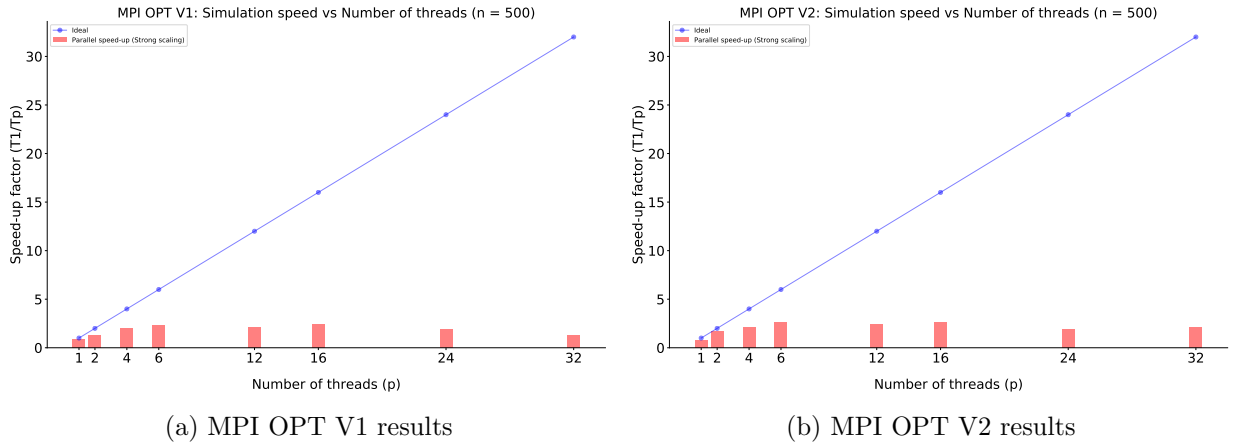 MPI OPT V1: Simulation speed vs Number of threads (n = 500)
Ideal
Parallel speed-up (Strong scaling)
Speed-up factor (T1/Tp)
30
25
20
15
10
5
0
1 2 4 6 12 16 24 32
Number of threads (p)
(a) MPI OPT V1 results
MPI OPT V2: Simulation speed vs Number of threads (n = 500)
Ideal
Parallel speed-up (Strong scaling)
Speed-up factor (T1/Tp)
30
25
20
15
10
5
0
1 2 4 6 12 16 24 32
Number of threads (p)
(b) MPI OPT V2 results